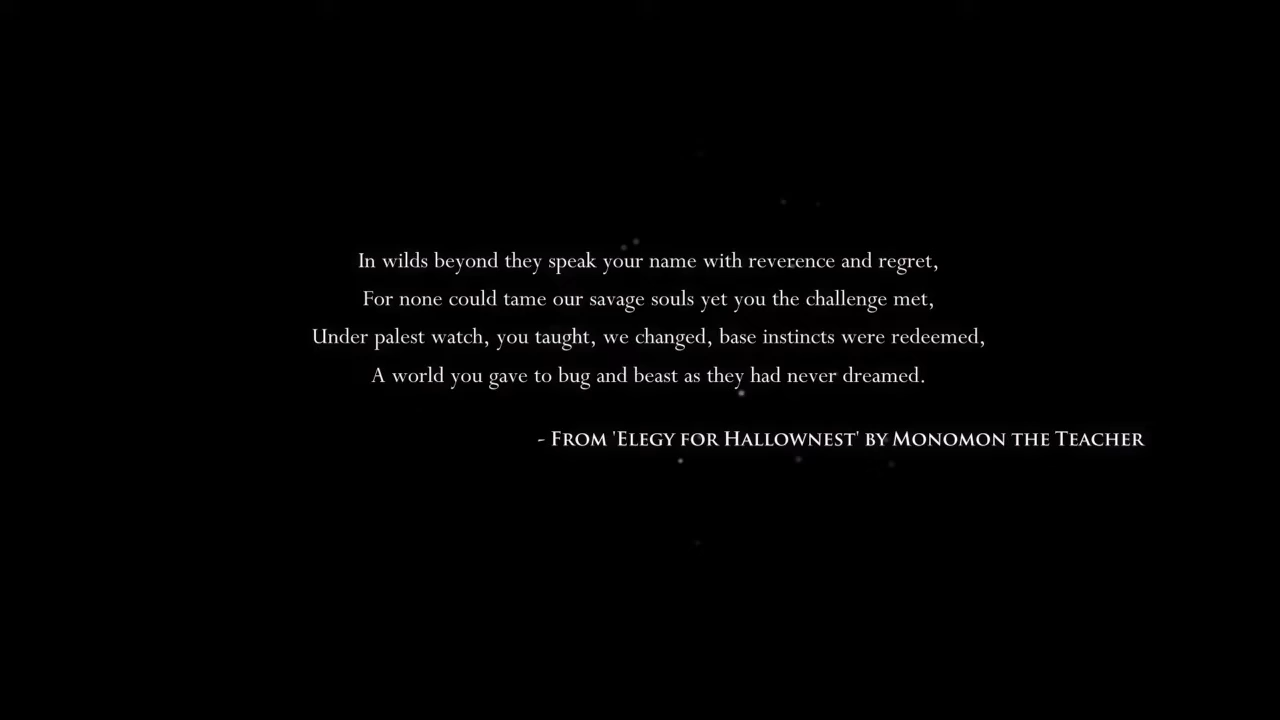 In wilds beyond they speak your name with reverence and regret,
For none could tame our savage souls yet you the challenge met,
Under palest watch, you taught, we changed, base instincts were redeemed,
A world you gave to bug and beast as they had never dreamed.
- From 'Elegy for Hallownest' by Monomon the Teacher